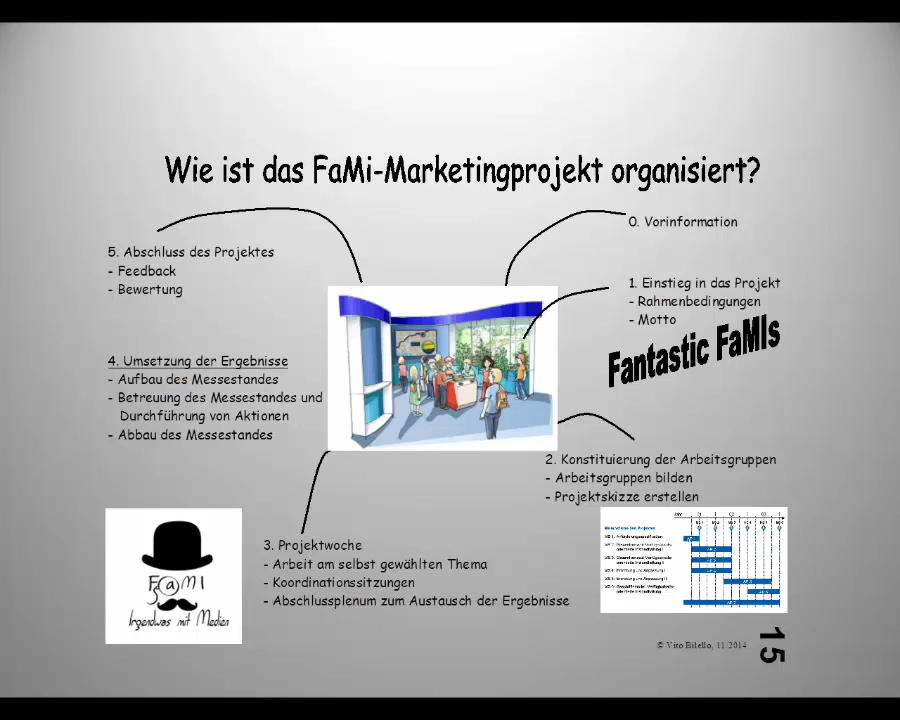 Wie ist das FaMi-Marketingprojekt organisiert?
0. Vorinformation
1. Einstieg in das Projekt
- Rahmenbedingungen
- Motto
Fantastic FaMIs
2. Konstituierung der Arbeitsgruppen
- Arbeitsgruppen bilden
- Projektskizze erstellen
3. Projektwoche
- Arbeit am selbst gewählten Thema
- Koordinationssitzungen
- Abschlussplenum zum Austausch der Ergebnisse
4. Umsetzung der Ergebnisse
- Aufbau des Messestandes
- Betreuung des Messestandes und
Durchführung von Aktionen
- Abbau des Messestandes
5. Abschluss des Projektes
- Feedback
- Bewertung
F@MI
Irgendwas mit Medien
© Vito Bilello, 11/2014
15